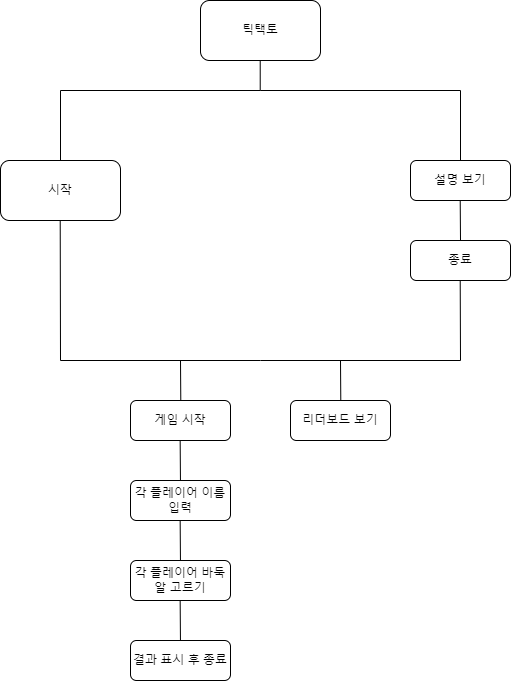 틱택토
시작
설명 보기
종료
게임 시작
리더보드 보기
각 플레이어 이름
입력
각 플레이어 바둑
알 고르기
결과 표시 후 종료